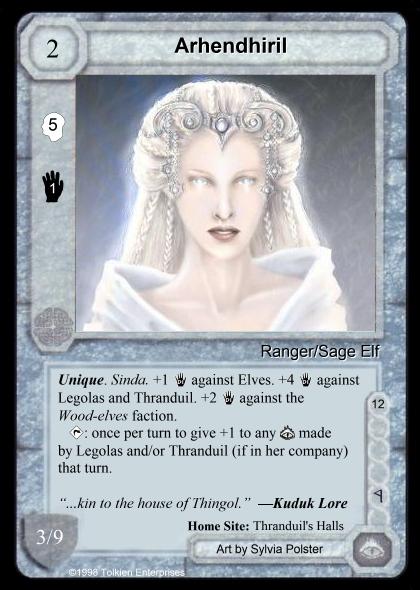 2
Arhendhiril
5
1
Ranger/Sage Elf
Unique. Sinda. +1 against Elves. +4 against
Legolas and Thranduil. +2 against the
Wood-elves faction.
: once per turn to give +1 to any made
by Legolas and/or Thranduil (if in her company)
that turn.
12
"...kin to the house of Thingol." —Kuduk Lore
Home Site: Thranduil's Halls
3/9
Art by Sylvia Polster
©1998 Tolkien Enterprises